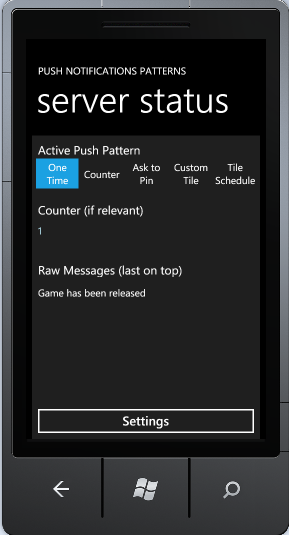 PUSH NOTIFICATIONS PATTERNS
server status
Active Push Pattern
One Time
Counter
Ask to Pin
Custom Tile
Tile Schedule
Counter (if relevant)
1
Raw Messages (last on top)
Game has been released
Settings